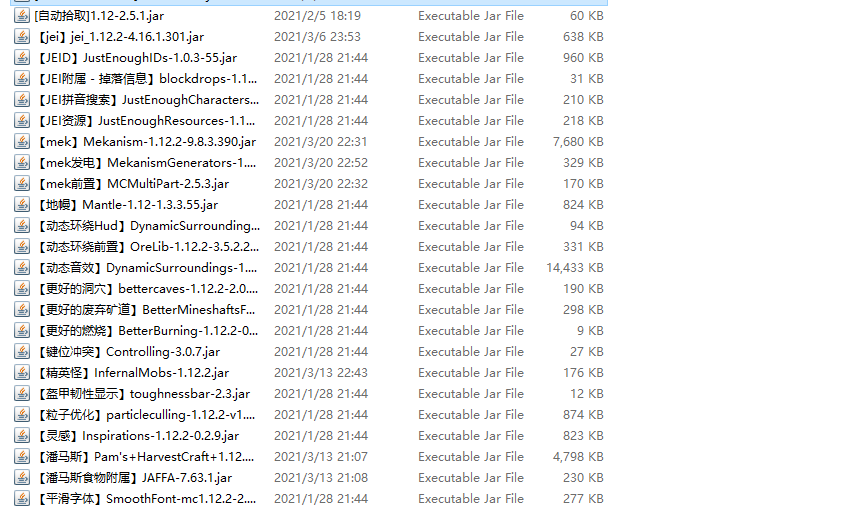 [自动拾取]1.12-2.5.1.jar 2021/2/5 18:19 Executable Jar File 60 KB
【jei】jei_1.12.2-4.16.1.301.jar 2021/3/6 23:53 Executable Jar File 638 KB
【JEID】JustEnoughIDs-1.0.3-55.jar 2021/1/28 21:44 Executable Jar File 960 KB
【JEI附属 - 掉落信息】blockdrops-1.1... 2021/1/28 21:44 Executable Jar File 31 KB
【JEI拼音搜索】JustEnoughCharacters... 2021/1/28 21:44 Executable Jar File 210 KB
【JEI资源】JustEnoughResources-1.1... 2021/1/28 21:44 Executable Jar File 218 KB
【mek】Mekanism-1.12.2-9.8.3.390.jar 2021/3/20 22:31 Executable Jar File 7,680 KB
【mek发电】MekanismGenerators-1.... 2021/3/20 22:52 Executable Jar File 329 KB
【mek前置】MCMultiPart-2.5.3.jar 2021/3/20 22:32 Executable Jar File 170 KB
【地幔】Mantle-1.12-1.3.3.55.jar 2021/1/28 21:44 Executable Jar File 824 KB
【动态环绕Hud】DynamicSurrounding... 2021/1/28 21:44 Executable Jar File 94 KB
【动态环绕前置】OreLib-1.12.2-3.5.2.2... 2021/1/28 21:44 Executable Jar File 331 KB
【动态音效】DynamicSurroundings-1.... 2021/1/28 21:44 Executable Jar File 14,433 KB
【更好的洞穴】bettercaves-1.12.2-2.0.... 2021/1/28 21:44 Executable Jar File 190 KB
【更好的废弃矿道】BetterMineshaftsF... 2021/1/28 21:44 Executable Jar File 298 KB
【更好的燃烧】BetterBurning-1.12.2-0... 2021/1/28 21:44 Executable Jar File 9 KB
【键位冲突】Controlling-3.0.7.jar 2021/1/28 21:44 Executable Jar File 27 KB
【精英怪】InfernalMobs-1.12.2.jar 2021/3/13 22:43 Executable Jar File 176 KB
【盔甲韧性显示】toughnessbar-2.3.jar 2021/1/28 21:44 Executable Jar File 12 KB
【粒子优化】particleculling-1.12.2-v1.... 2021/1/28 21:44 Executable Jar File 874 KB
【灵感】Inspirations-1.12.2-0.2.9.jar 2021/1/28 21:44 Executable Jar File 823 KB
【潘马斯】Pam's+HarvestCraft+1.12.... 2021/3/13 21:07 Executable Jar File 4,798 KB
【潘马斯食物附属】JAFFA-7.63.1.jar 2021/3/13 21:08 Executable Jar File 230 KB
【平滑字体】SmoothFont-mc1.12.2-2.... 2021/1/28 21:44 Executable Jar File 277 KB